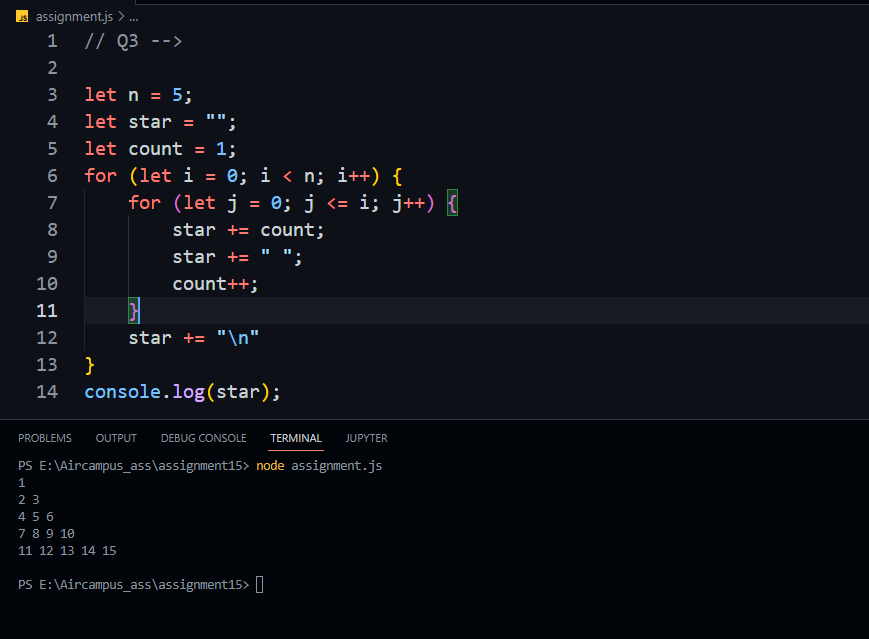 JS assignment.js > ...
1 // Q3 -->
2
3 let n = 5;
4 let star = "";
5 let count = 1;
6 for (let i = 0; i < n; i++) {
7     for (let j = 0; j <= i; j++) {
8         star += count;
9         star += " ";
10         count++;
11     }
12     star += "\n"
13 }
14 console.log(star);
PROBLEMS OUTPUT DEBUG CONSOLE TERMINAL JUPYTER
PS E:\Aircampus_ass\assignment15> node assignment.js
1
2 3
4 5 6
7 8 9 10
11 12 13 14 15
PS E:\Aircampus_ass\assignment15>